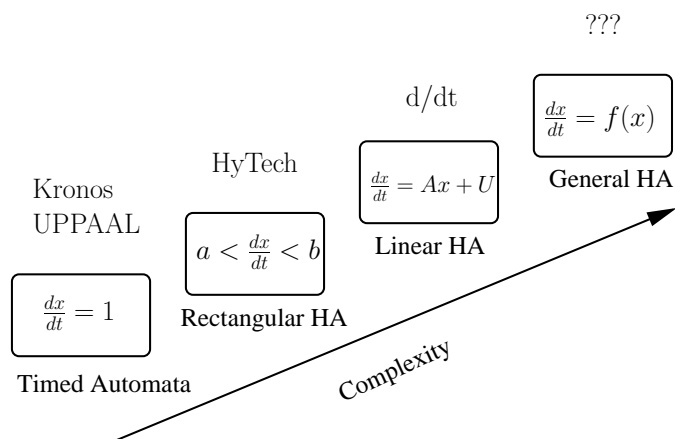 ???
d/dt
HyTech
Kronos
UPPAAL
dx/dt = 1
Timed Automata
a < dx/dt < b
Rectangular HA
dx/dt = Ax + U
Linear HA
dx/dt = f(x)
General HA
Complexity